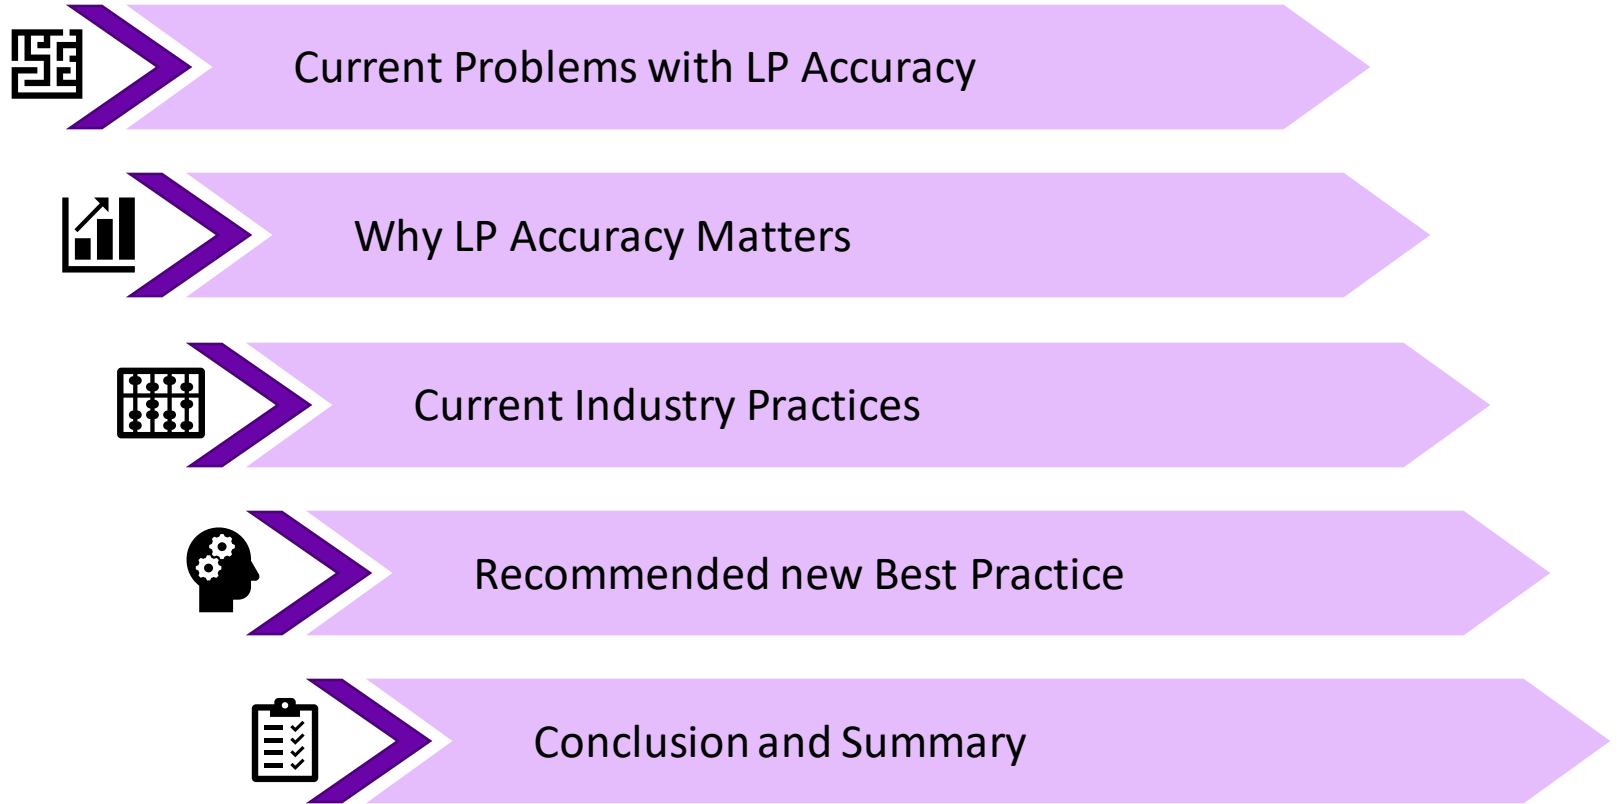 Current Problems with LP Accuracy
Why LP Accuracy Matters
Current Industry Practices
Recommended new Best Practice
Conclusion and Summary